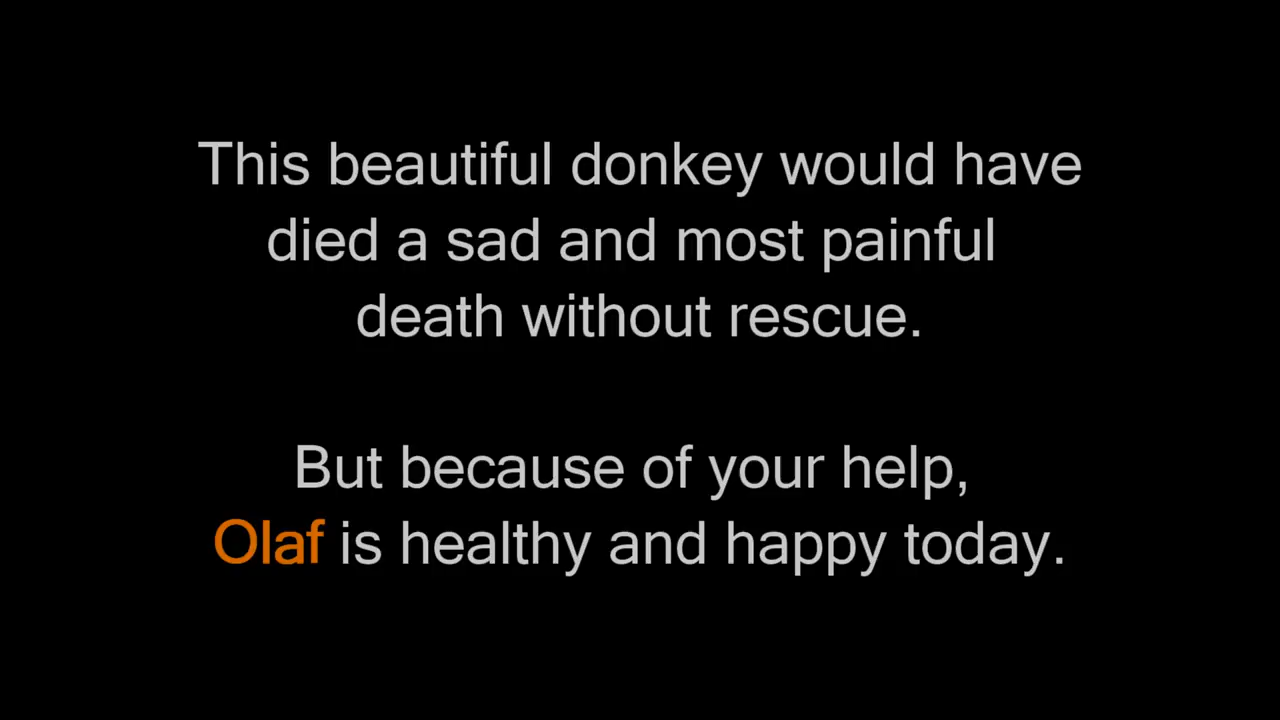 This beautiful donkey would have
died a sad and most painful
death without rescue.
But because of your help,
Olaf is healthy and happy today.